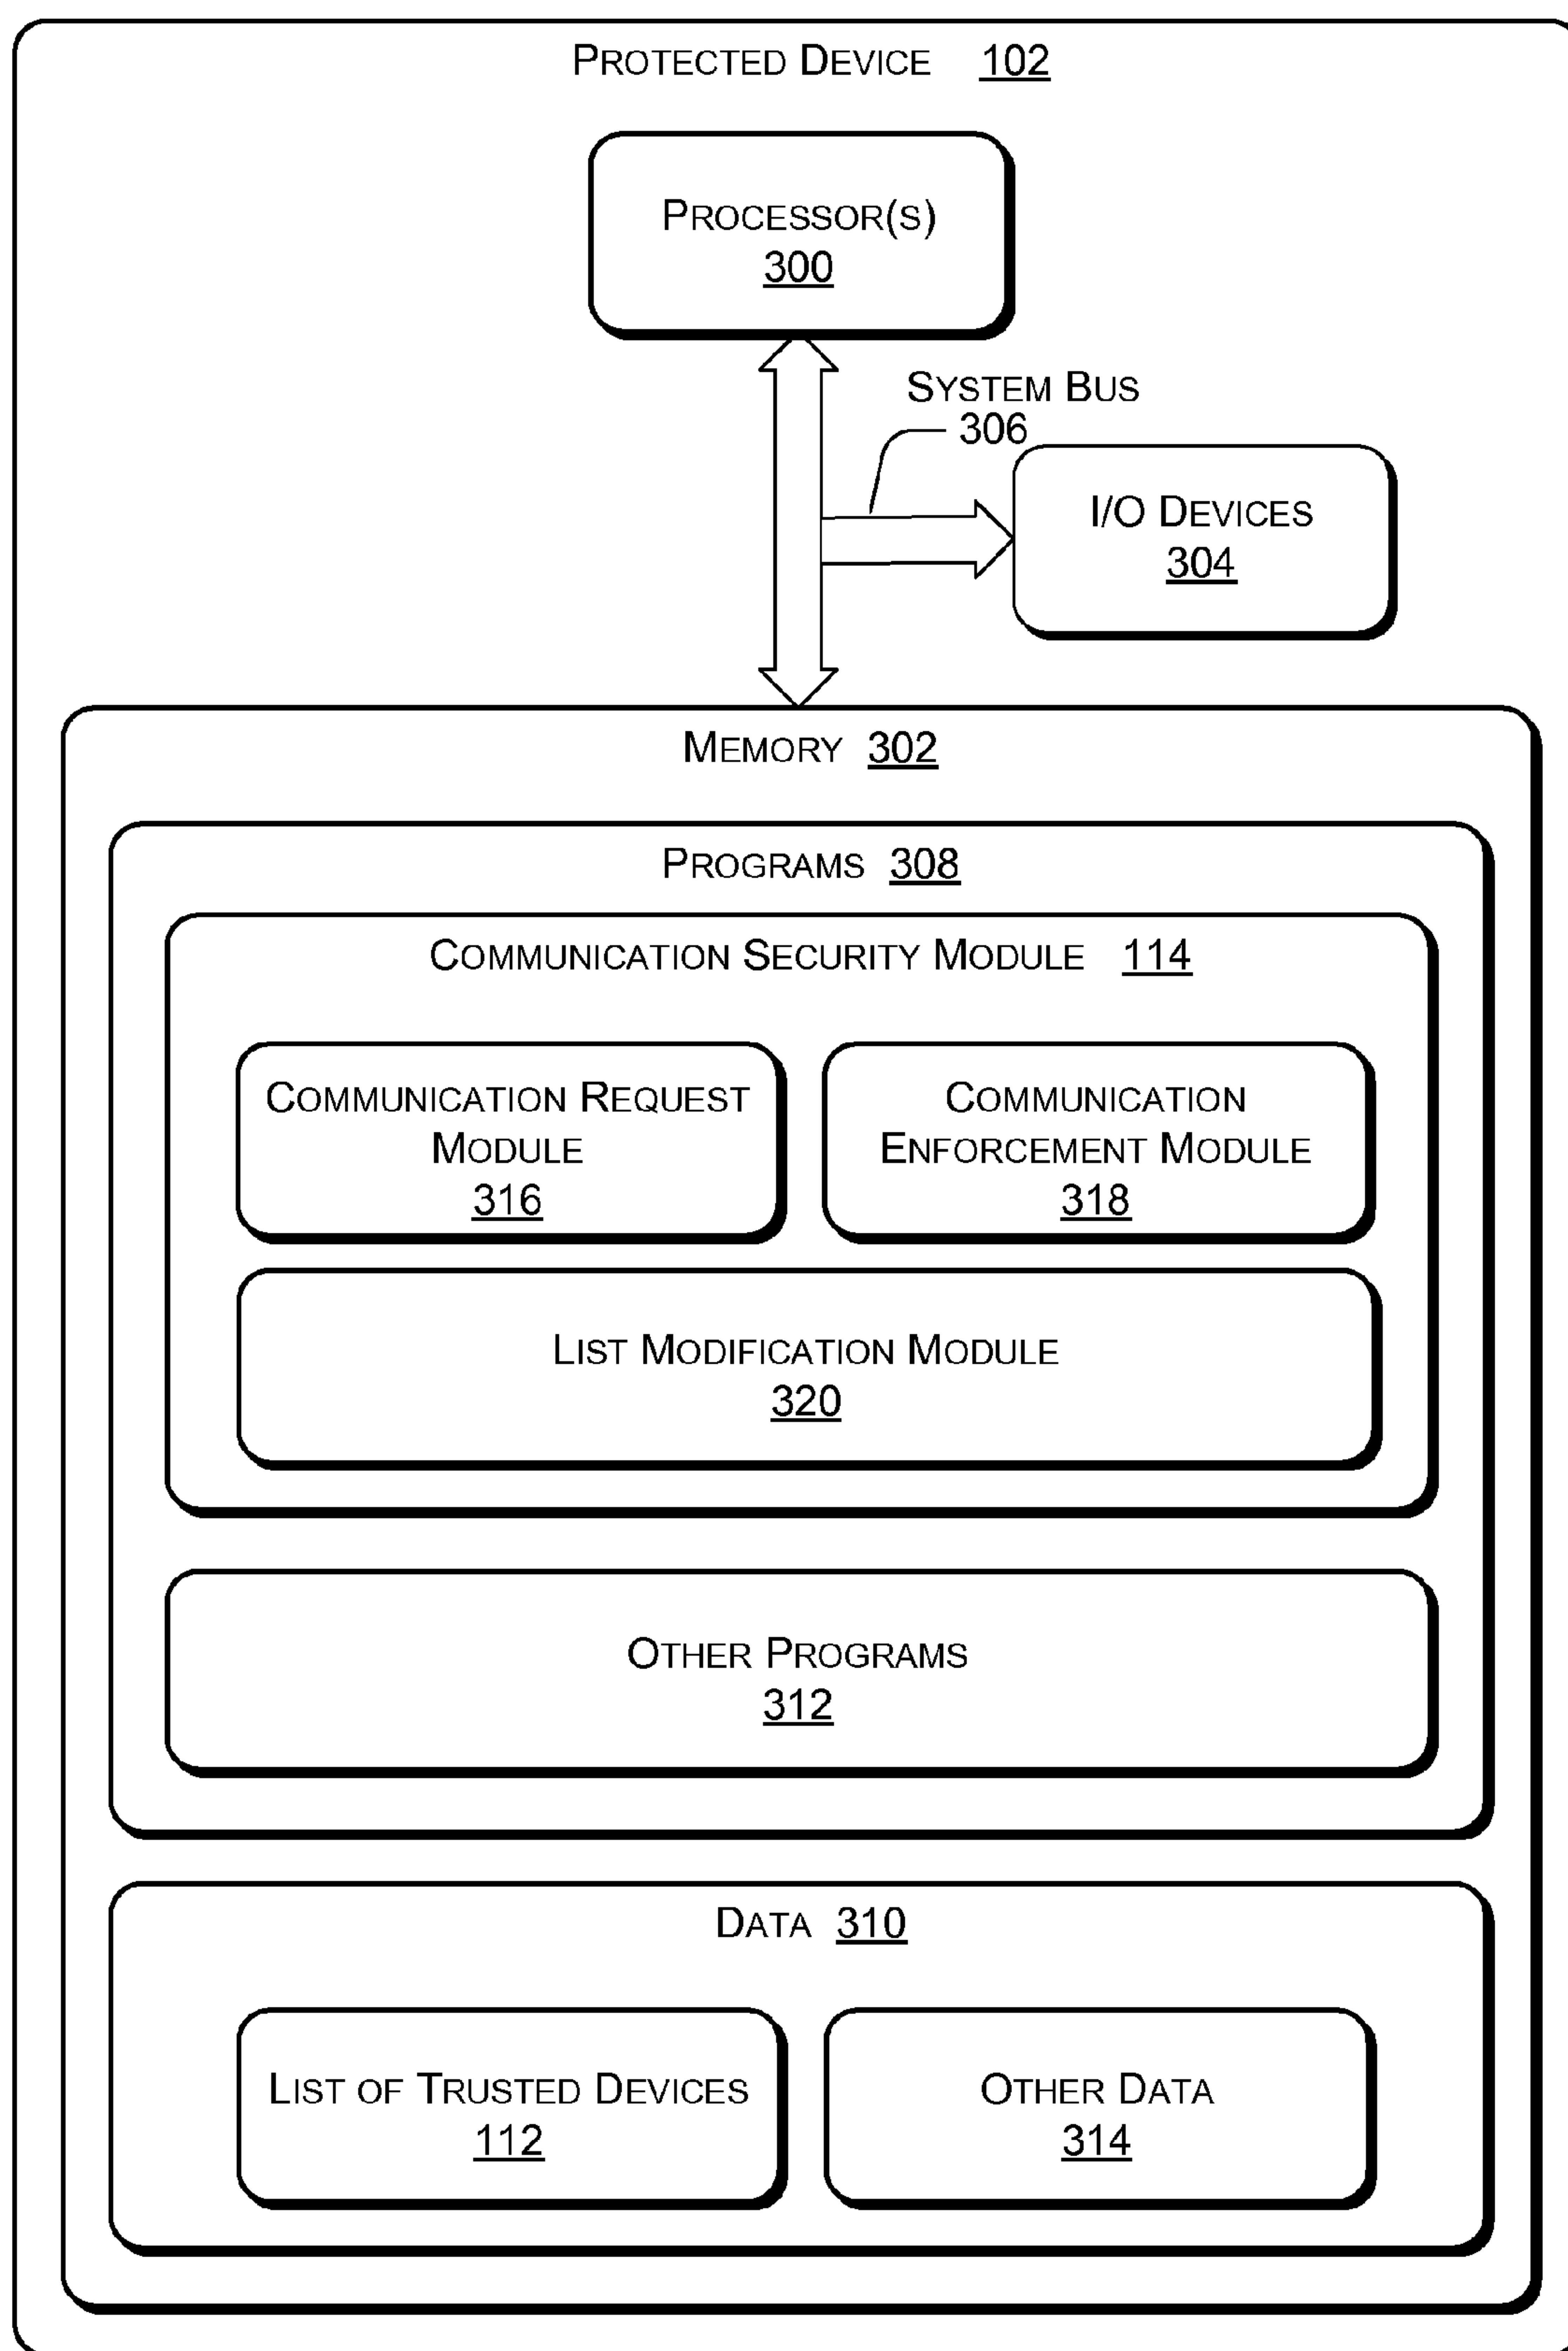 PROTECTED DEVICE 102
PROCESSOR(S)
300
SYSTEM BUS
306
I/O DEVICES
304
MEMORY 302
PROGRAMS 308
COMMUNICATION SECURITY MODULE 114
COMMUNICATION REQUEST
MODULE
316
COMMUNICATION
ENFORCEMENT MODULE
318
LIST MODIFICATION MODULE
320
OTHER PROGRAMS
312
DATA 310
LIST OF TRUSTED DEVICES
112
OTHER DATA
314